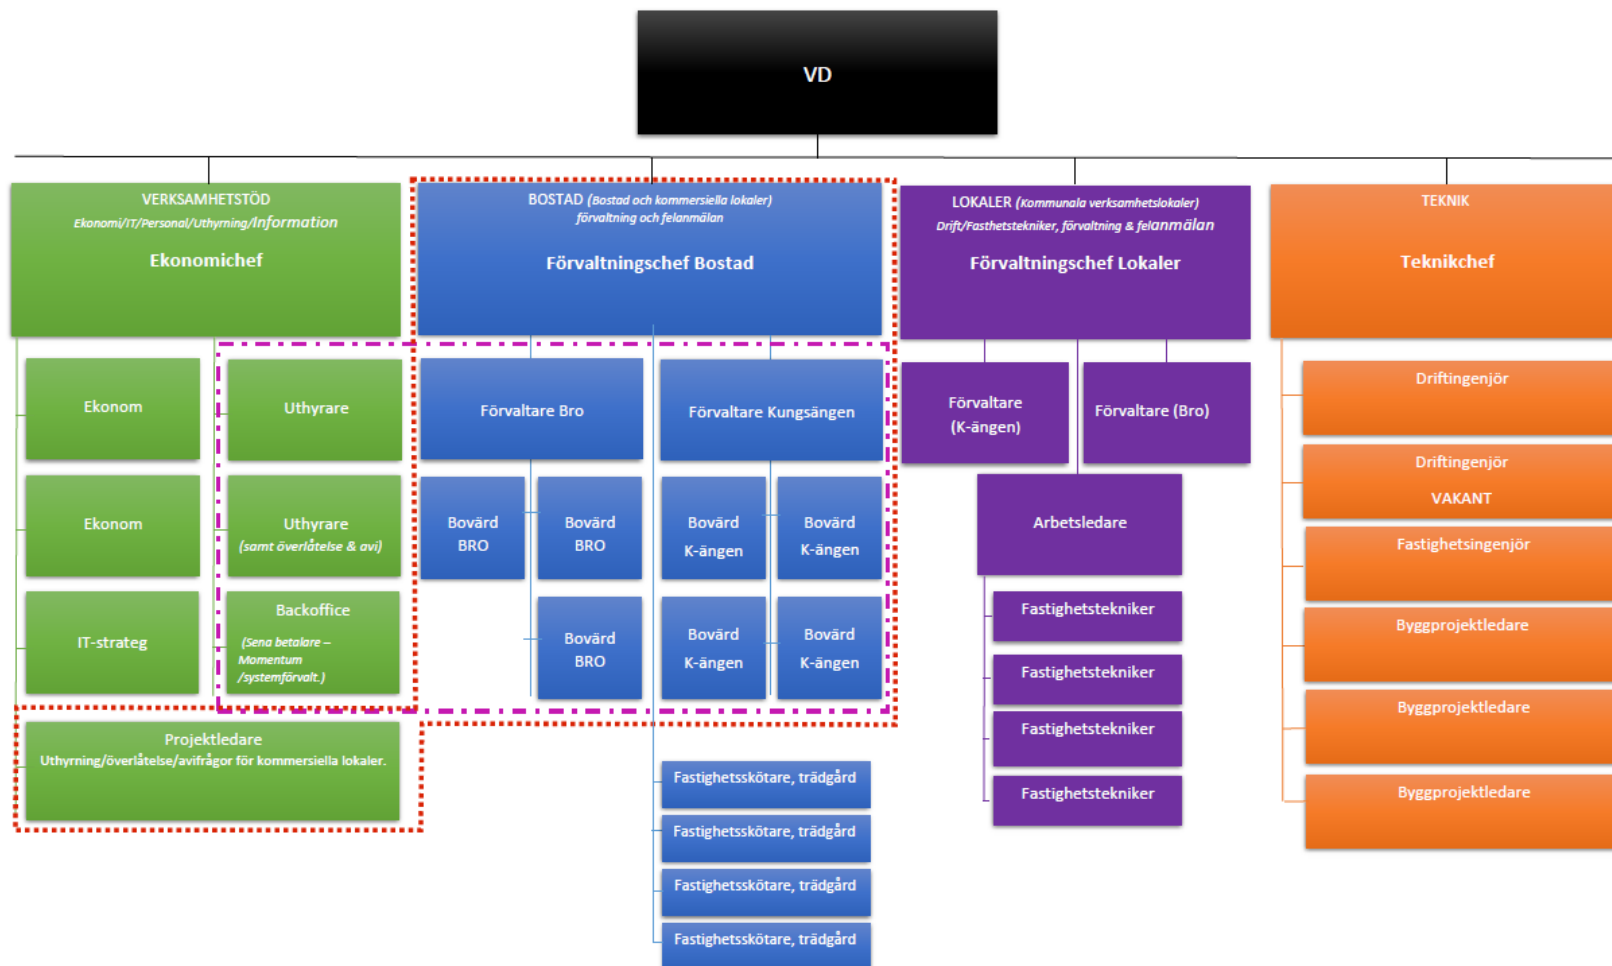 VD
VERKSAMHETSTÖD
Ekonomi/IT/Personal/Uthyrning/Information
Ekonomichef
BOSTAD (Bostad och kommersiella lokaler)
förvaltning och felanmälan
Förvaltningschef Bostad
LOKALER (Kommunala verksamhetslokaler)
Drift/Fasthetstekniker, förvaltning & felanmälan
Förvaltningschef Lokaler
TEKNIK
Teknikchef
Ekonom
Ekonom
IT-strateg
Uthyrare
Uthyrare
(samt överlåtelse & avi)
Backoffice
(Sena betalare –
Momentum
/systemförvalt.)
Projektledare
Uthyrning/överlåtelse/avifrågor för kommersiella lokaler.
Förvaltare Bro
Förvaltare Kungsängen
Bovärd
BRO
Bovärd
BRO
Bovärd
K-ängen
Bovärd
K-ängen
Bovärd
BRO
Bovärd
K-ängen
Bovärd
K-ängen
Fastighetsskötare, trädgård
Fastighetsskötare, trädgård
Fastighetsskötare, trädgård
Fastighetsskötare, trädgård
Förvaltare
(K-ängen)
Förvaltare (Bro)
Arbetsledare
Fastighetstekniker
Fastighetstekniker
Fastighetstekniker
Fastighetstekniker
Driftingenjör
Driftingenjör
VAKANT
Fastighetsingenjör
Byggprojektledare
Byggprojektledare
Byggprojektledare